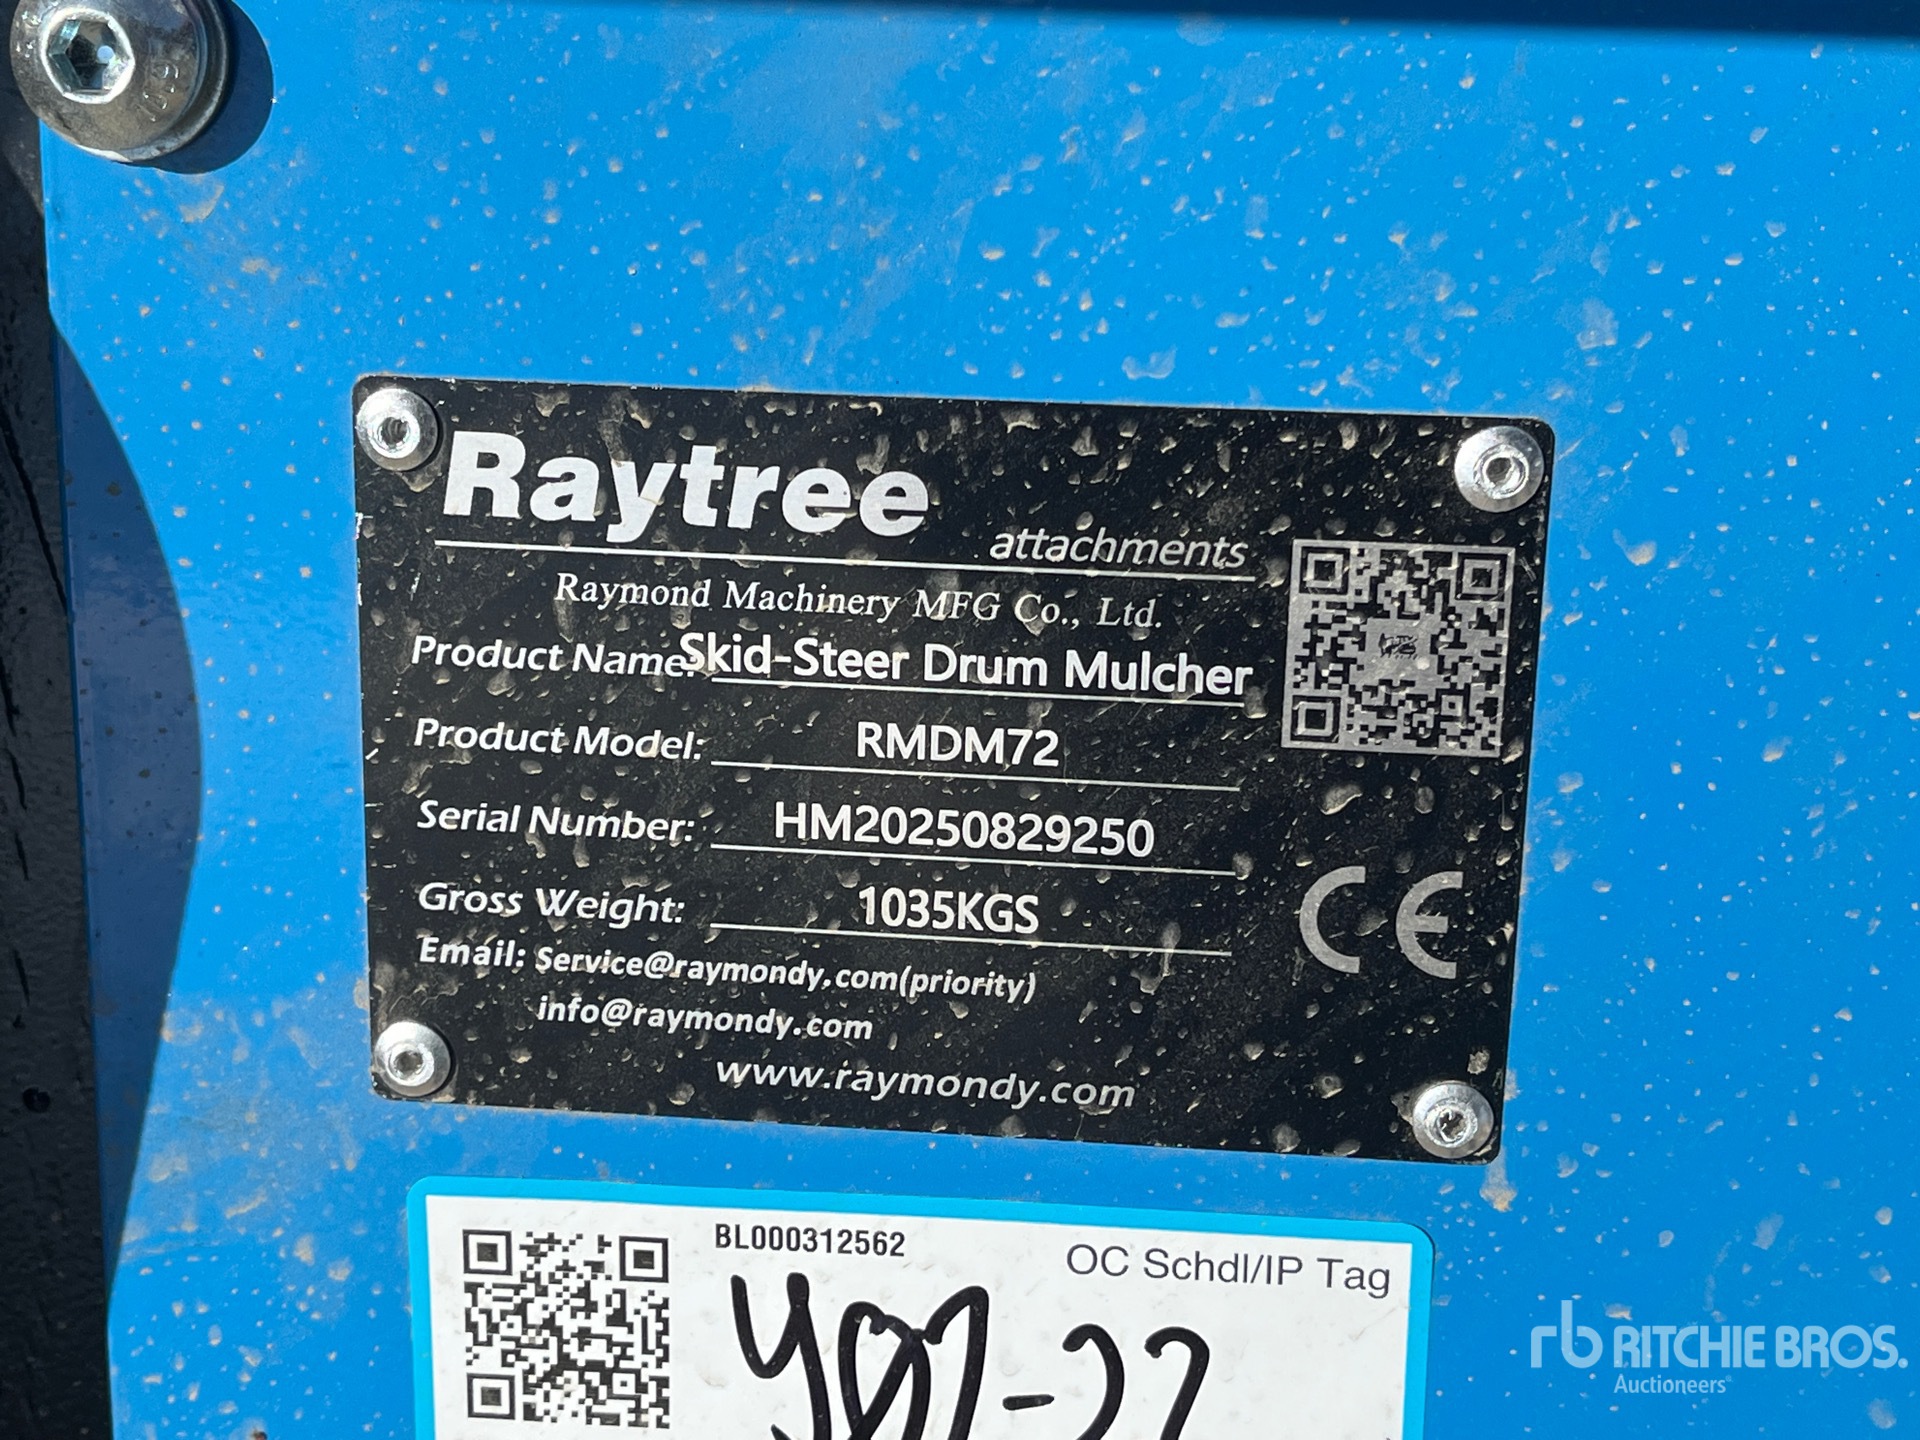 Raytree
attachments
Raymond Machinery MFG Co., Ltd.
Product Name: Skid-Steer Drum Mulcher
Product Model: RMDM72
Serial Number: HM20250829250
Gross Weight: 1035KGS
CE
Email: Service@raymondy.com(priority)
info@raymondy.com
www.raymondy.com
BL000312562
OC Schdl/IP Tag
rb RITCHIE BROS.
Auctioneers